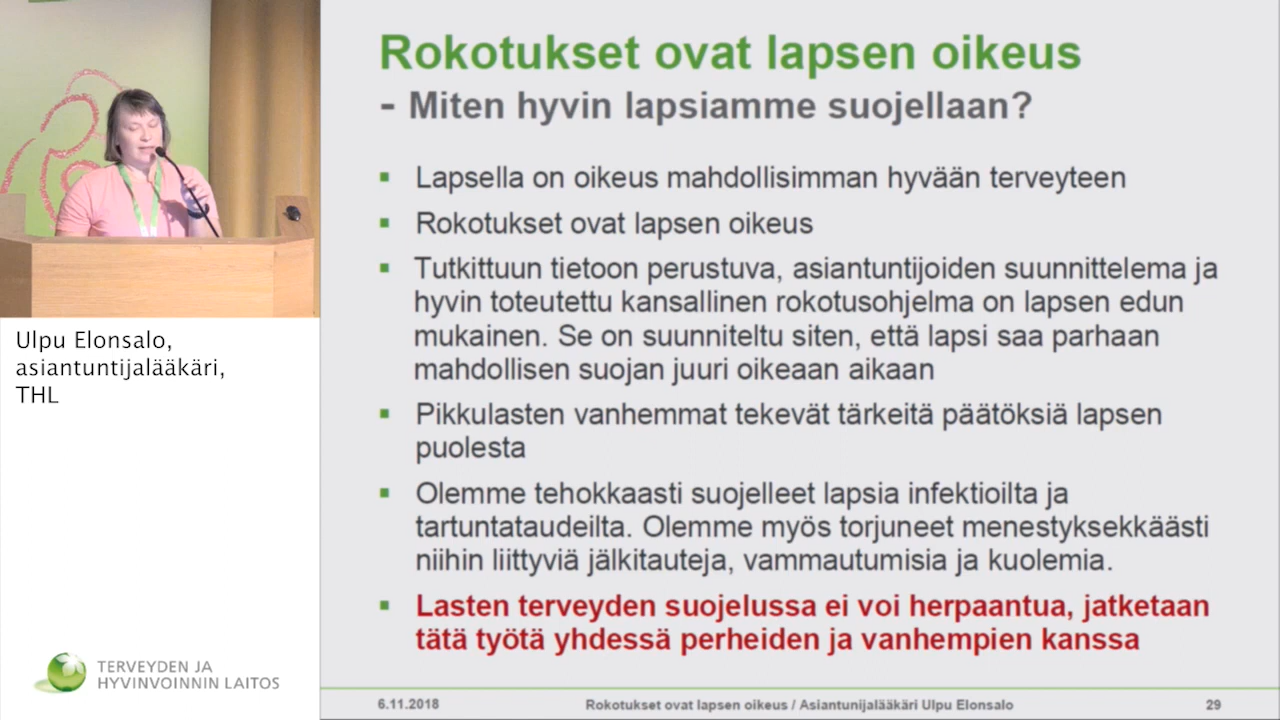 Rokotukset ovat lapsen oikeus
- Miten hyvin lapsiamme suojellaan?
Lapsella on oikeus mahdollisimman hyvään terveyteen
Rokotukset ovat lapsen oikeus
Tutkittuun tietoon perustuva, asiantuntijoiden suunnittelema ja
hyvin toteutettu kansallinen rokotusohjelma on lapsen edun
mukainen. Se on suunniteltu siten, että lapsi saa parhaan
mahdollisen suojan juuri oikeaan aikaan
Pikkulasten vanhemmat tekevät tärkeitä päätöksiä lapsen
puolesta
Olemme tehokkaasti suojelleet lapsia infektioilta ja
tartuntataudeilta. Olemme myös torjuneet menestyksekkäästi
niihin liittyviä jälkitauteja, vammautumisia ja kuolemia.
Lasten terveyden suojelussa ei voi herpaantua, jatketaan
tätä työtä yhdessä perheiden ja vanhempien kanssa
6.11.2018 Rokotukset ovat lapsen oikeus / Asiantunijalääkäri Ulpu Elonsalo 29
Ulpu Elonsalo,
asiantuntijalääkäri,
THL
TERVEYDEN JA
HYVINVOINNIN LAITOS